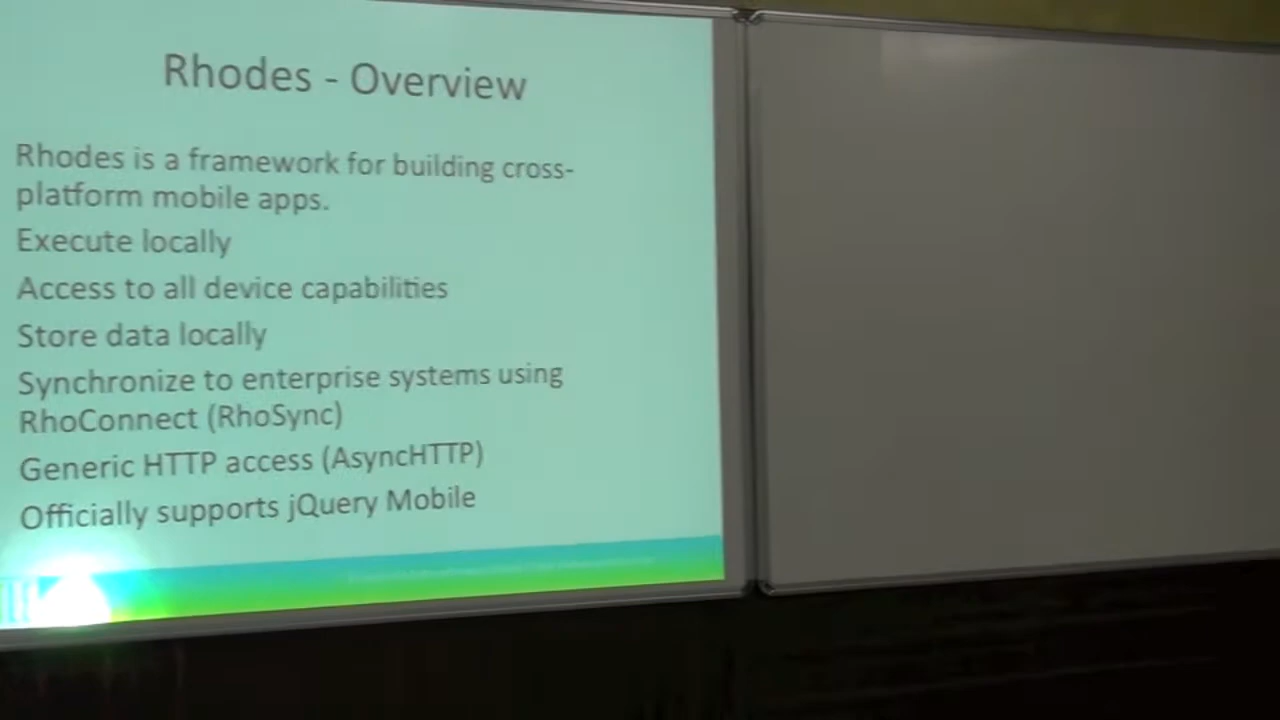 Rhodes - Overview
Rhodes is a framework for building cross-
platform mobile apps.
Execute locally
Access to all device capabilities
Store data locally
Synchronize to enterprise systems using
RhoConnect (RhoSync)
Generic HTTP access (AsyncHTTP)
Officially supports jQuery Mobile